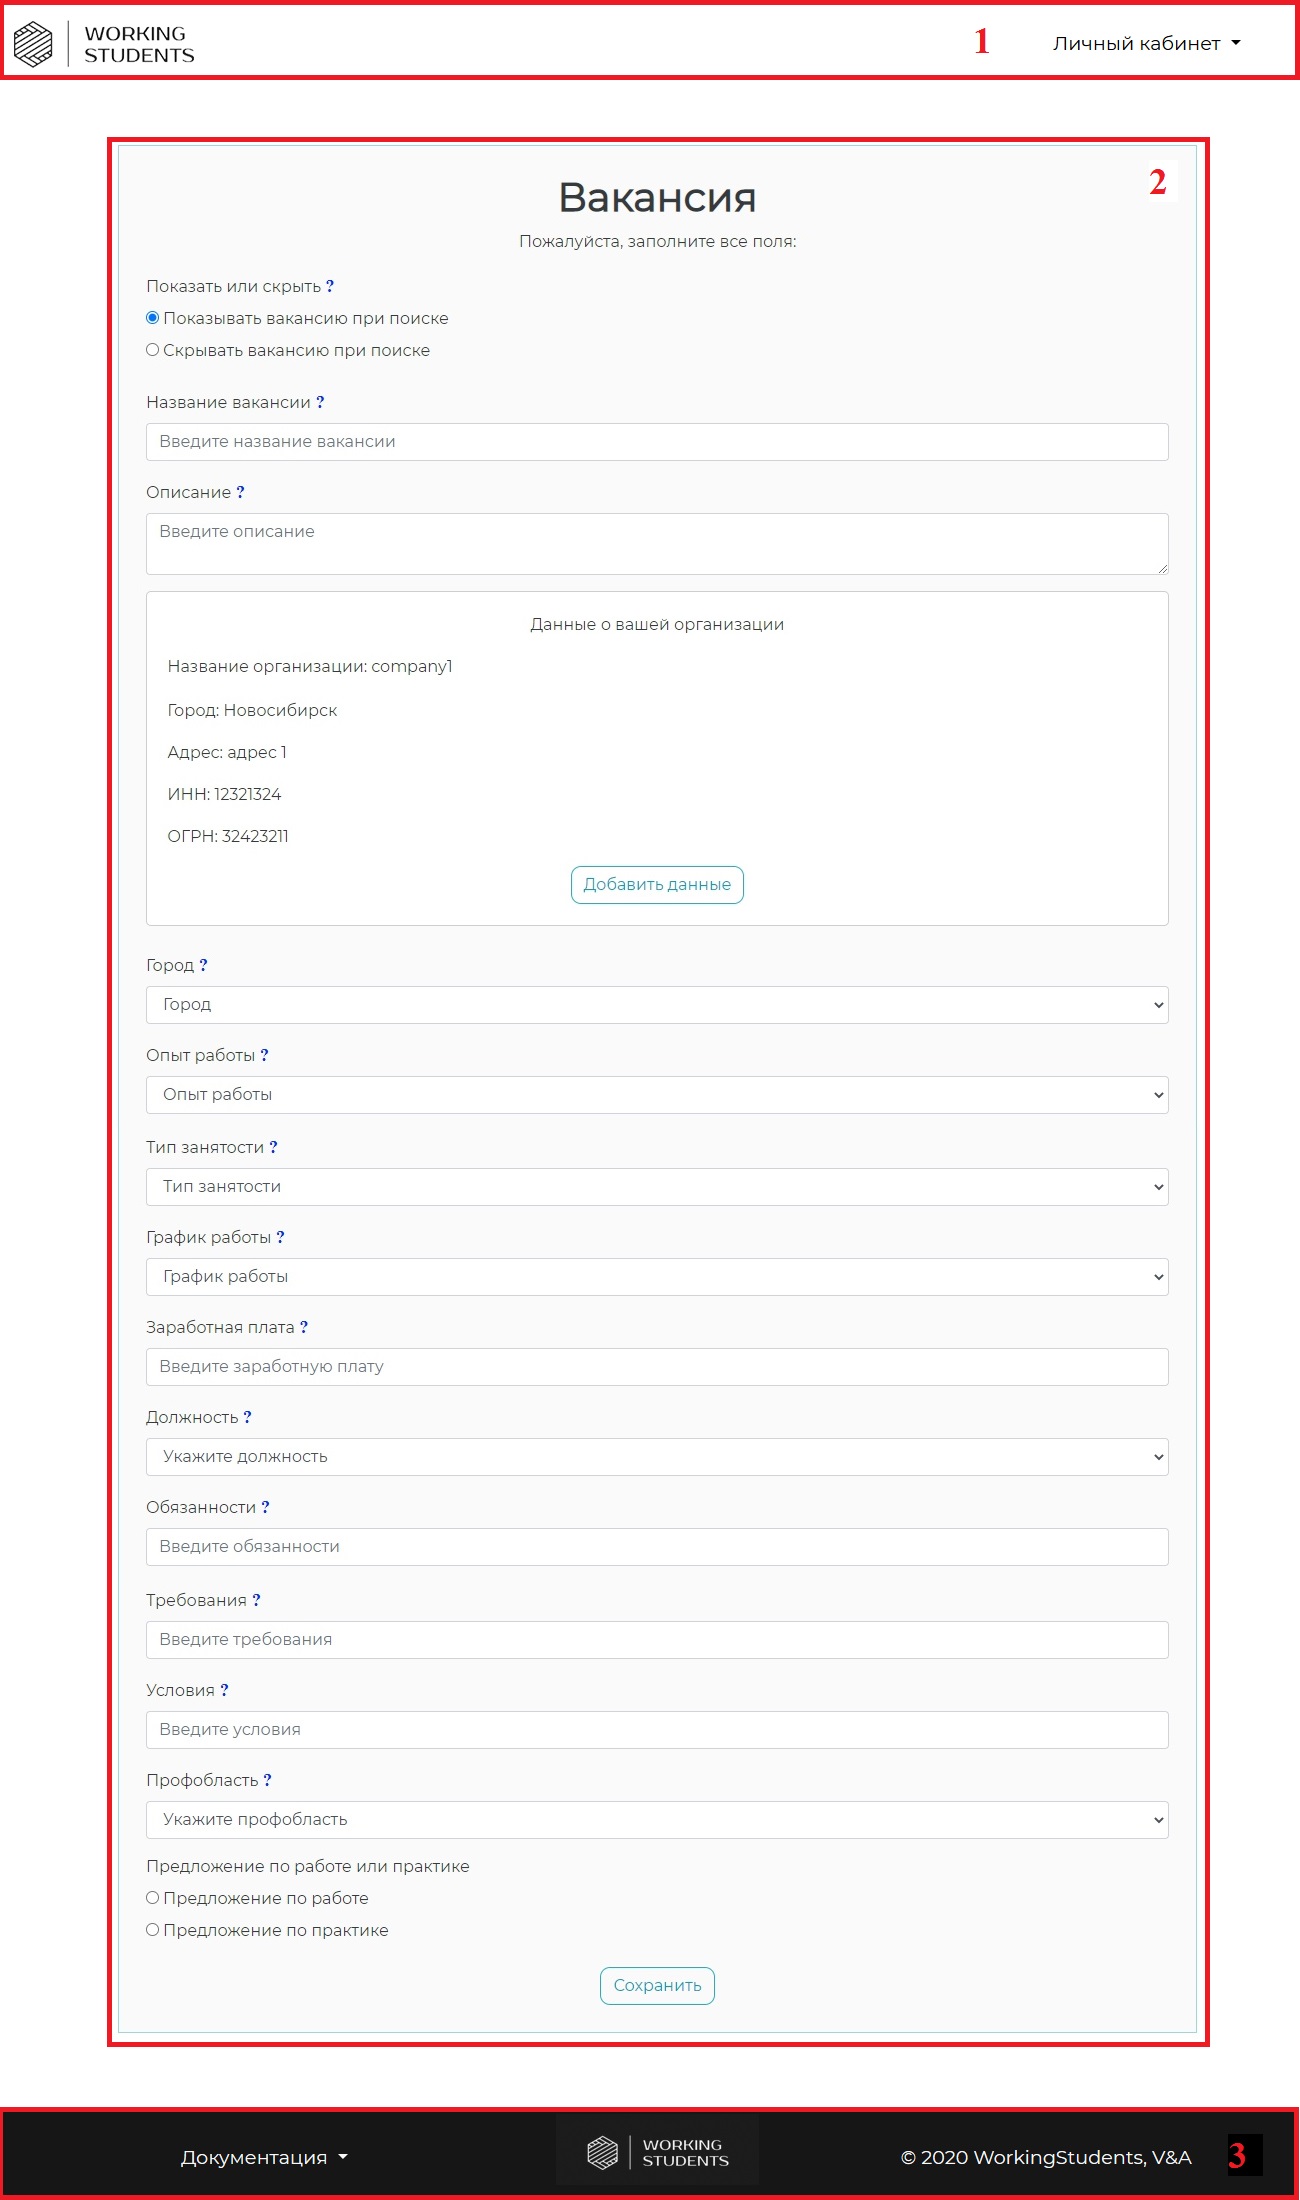 WORKING
STUDENTS
1
Личный кабинет
2
Вакансия
Пожалуйста, заполните все поля:
Показать или скрыть ?
Показывать вакансию при поиске
Скрывать вакансию при поиске
Название вакансии ?
Введите название вакансии
Описание ?
Введите описание
Данные о вашей организации
Название организации: company1
Город: Новосибирск
Адрес: адрес 1
ИНН: 12321324
ОГРН: 32423211
Добавить данные
Город ?
Город
Опыт работы ?
Опыт работы
Тип занятости ?
Тип занятости
График работы ?
График работы
Заработная плата ?
Введите заработную плату
Должность ?
Укажите должность
Обязанности ?
Введите обязанности
Требования ?
Введите требования
Условия ?
Введите условия
Профобласть ?
Укажите профобласть
Предложение по работе или практике
Предложение по работе
Предложение по практике
Сохранить
Документация
WORKING
STUDENTS
© 2020 WorkingStudents, V&A
3